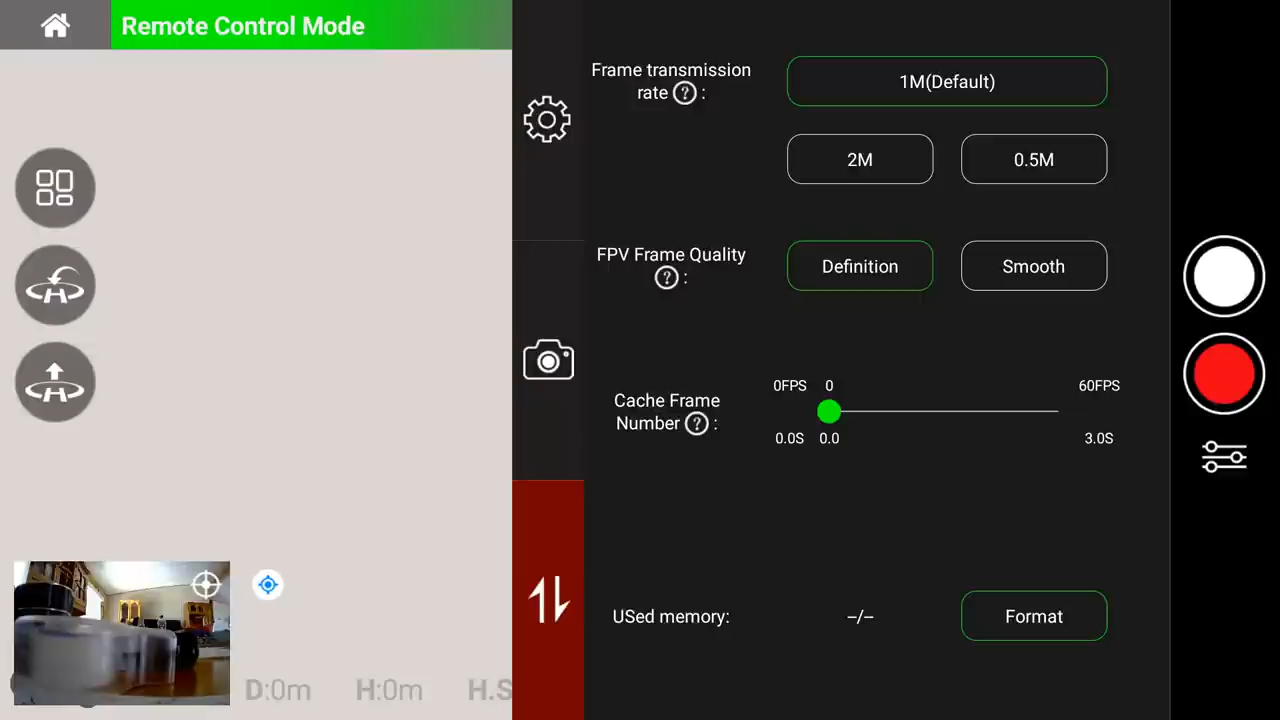 Remote Control Mode
Frame transmission
rate ? :
1M(Default)
2M
0.5M
FPV Frame Quality
? :
Definition
Smooth
0FPS
0
60FPS
Cache Frame
Number ? :
0.0S
0.0
3.0S
USed memory:
--/--
Format
D:0m
H:0m
H.S